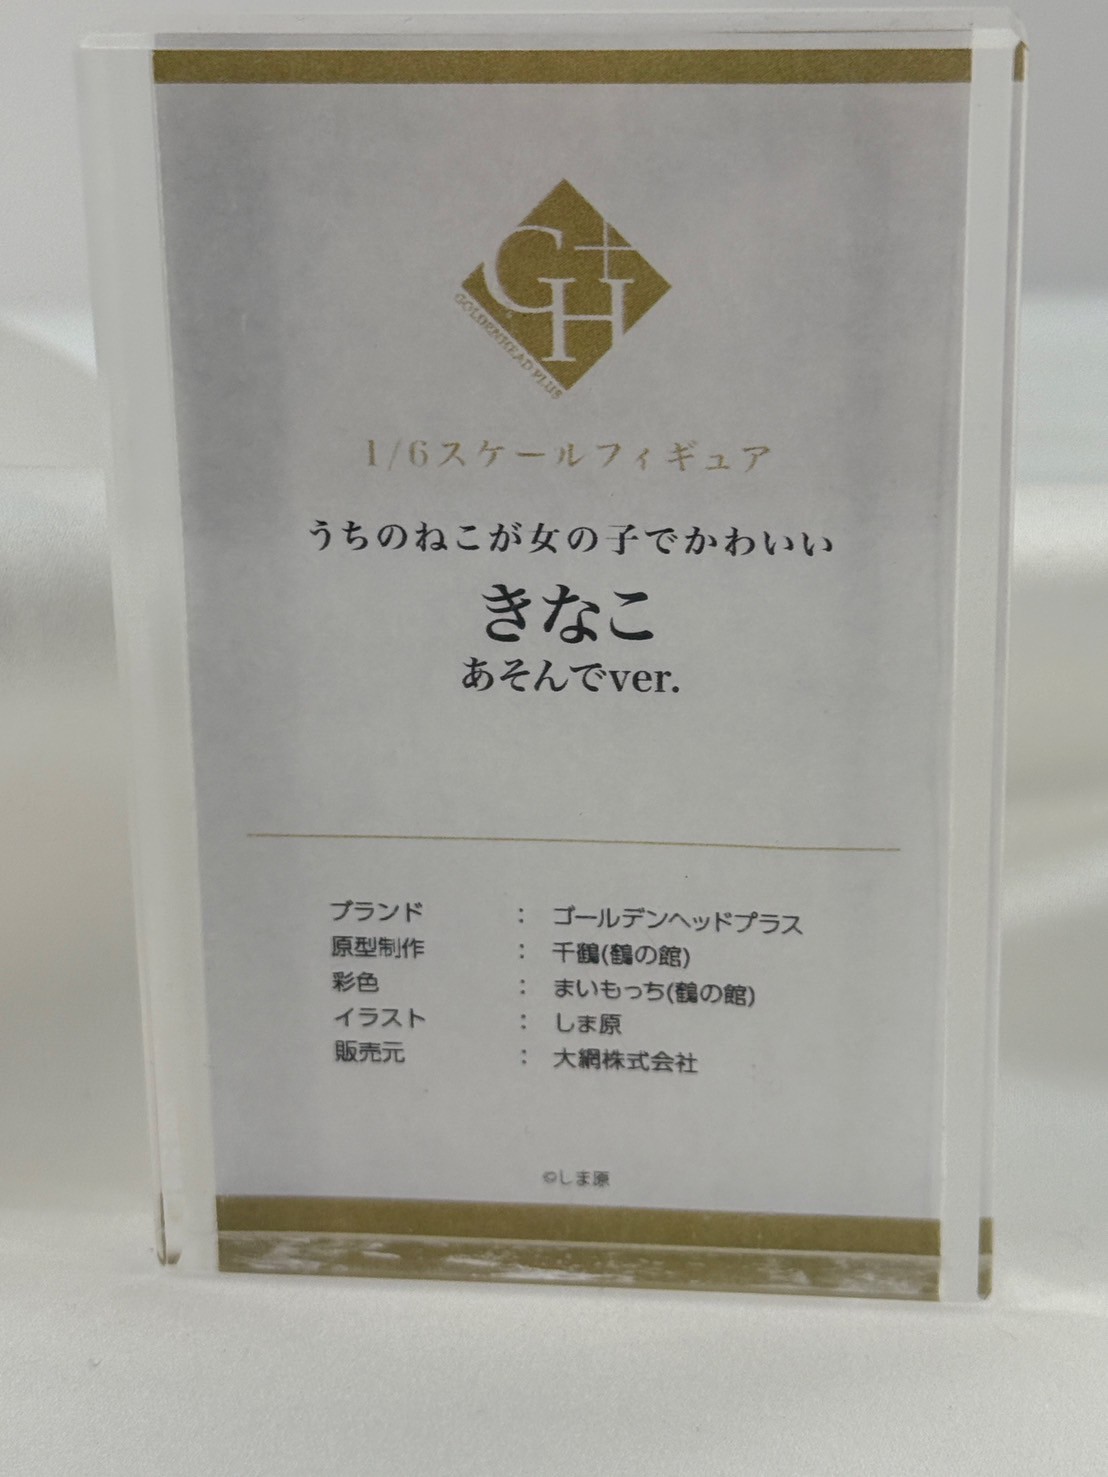 GH+
GOLDENHEAD PLUS
1/6スケールフィギュア
うちのねこが女の子でかわいい
きなこ
あそんでver.
ブランド : ゴールデンヘッドプラス
原型制作 : 千鶴(鶴の館)
彩色 : まいもっち(鶴の館)
イラスト : しま原
販売元 : 大網株式会社
©しま原